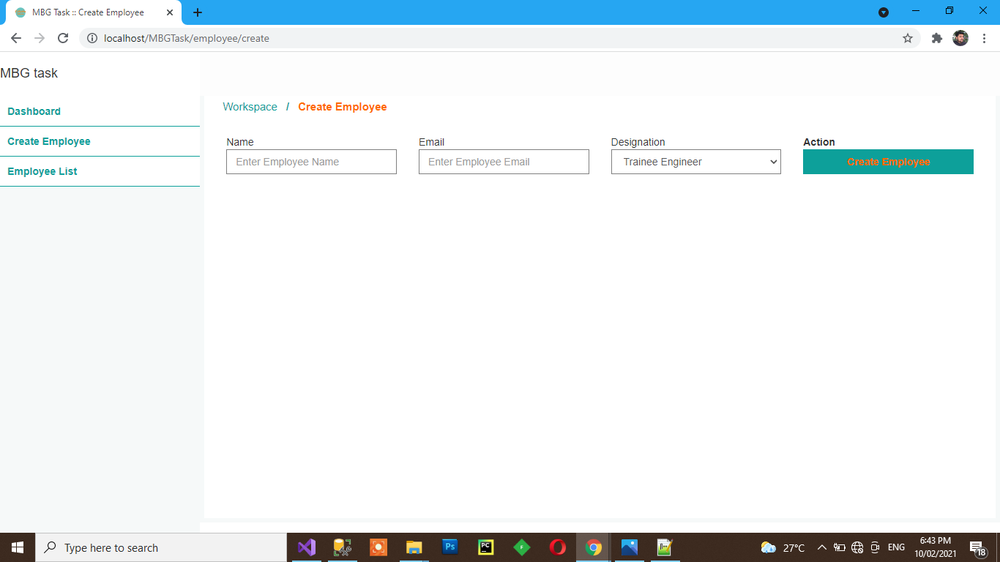 MBG Task :: Create Employee
localhost/MBGTask/employee/create
MBG task
Dashboard
Create Employee
Employee List
Workspace / Create Employee
Name Email Designation Action
Enter Employee Name Enter Employee Email Trainee Engineer Create Employee
Type here to search
Ps
PC
F
27°C
ENG
6:43 PM
10/02/2021
18